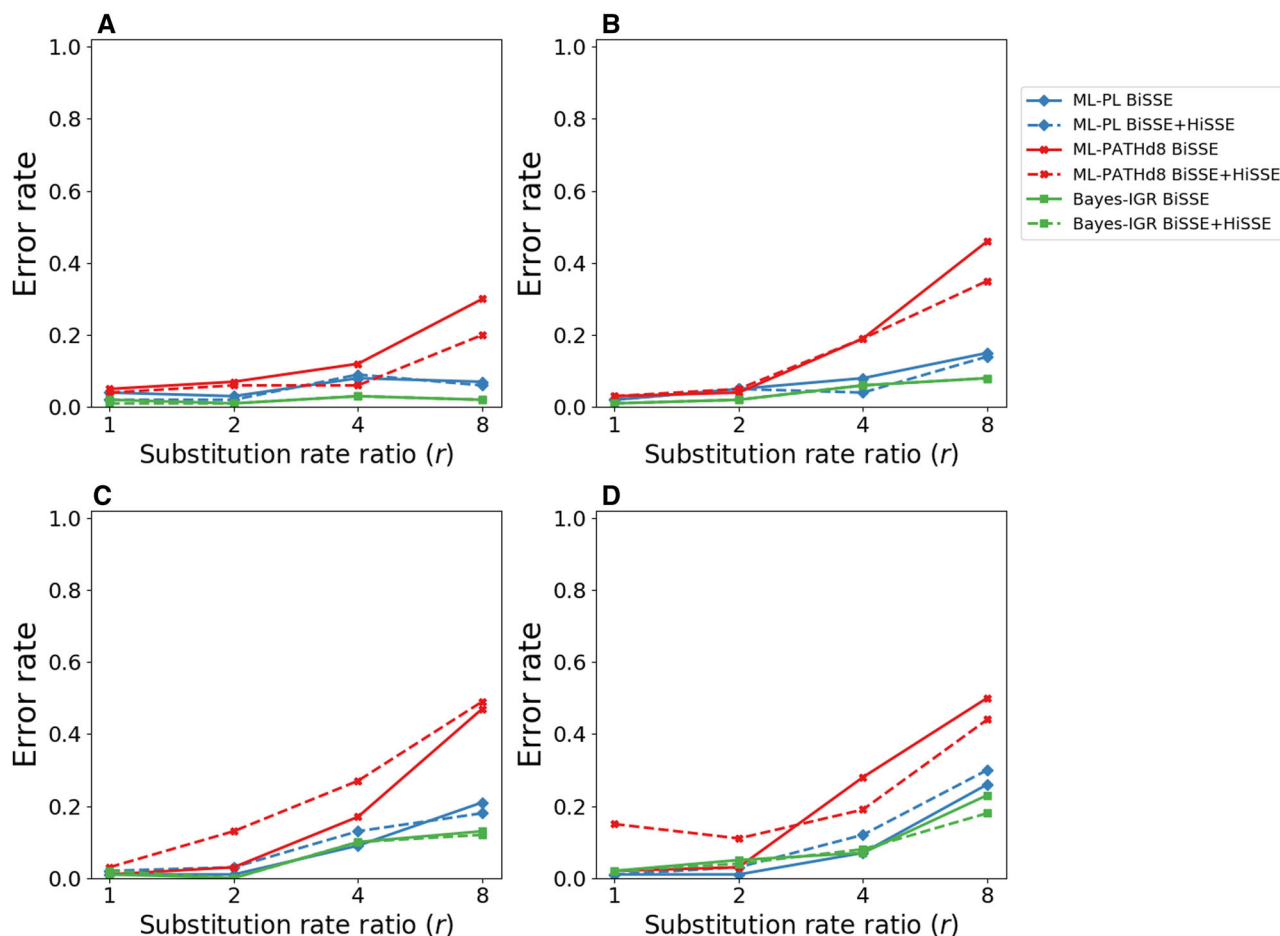 A
B
1.0
0.8
0.6
0.4
0.2
0.0
Error rate
1 2 4 8
Substitution rate ratio (r)
1.0
0.8
0.6
0.4
0.2
0.0
Error rate
1 2 4 8
Substitution rate ratio (r)
ML-PL BiSSE
ML-PL BiSSE+HiSSE
ML-PATHd8 BiSSE
ML-PATHd8 BiSSE+HiSSE
Bayes-IGR BiSSE
Bayes-IGR BiSSE+HiSSE
C
D
1.0
0.8
0.6
0.4
0.2
0.0
Error rate
1 2 4 8
Substitution rate ratio (r)
1.0
0.8
0.6
0.4
0.2
0.0
Error rate
1 2 4 8
Substitution rate ratio (r)